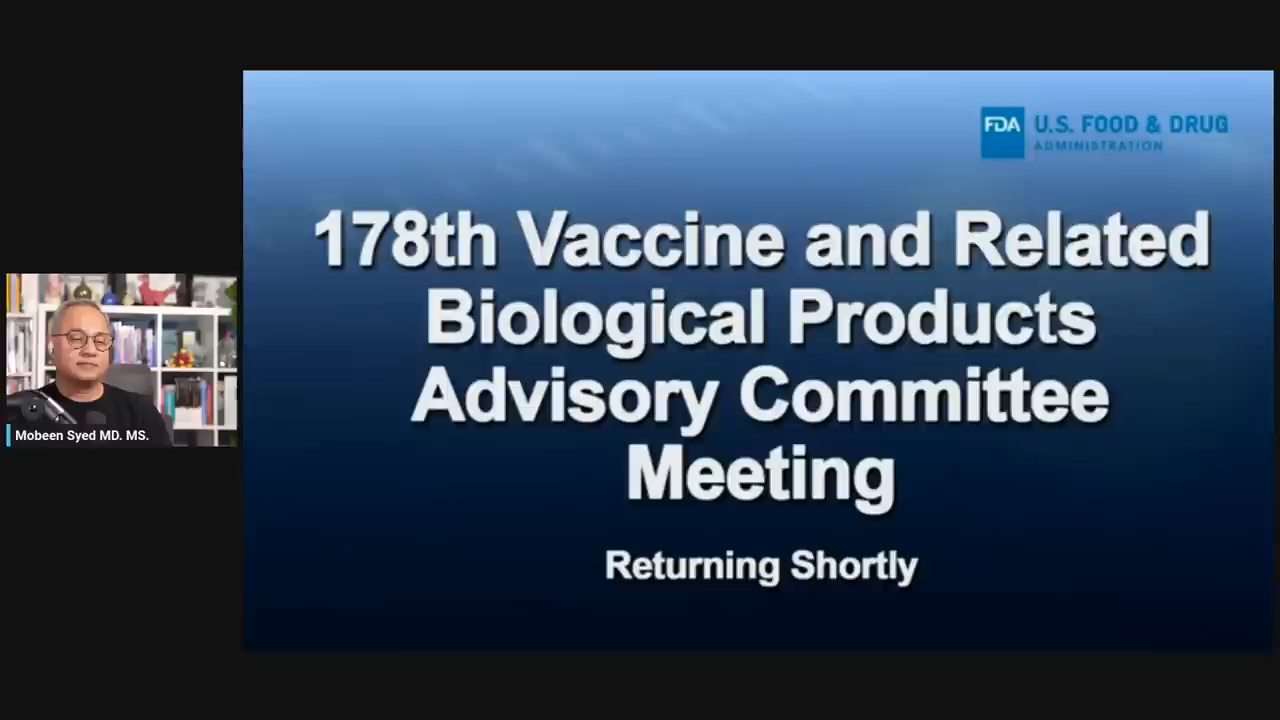 FDA U.S. FOOD & DRUG
ADMINISTRATION
178th Vaccine and Related
Biological Products
Advisory Committee
Meeting
Returning Shortly
Mobeen Syed MD. MS.